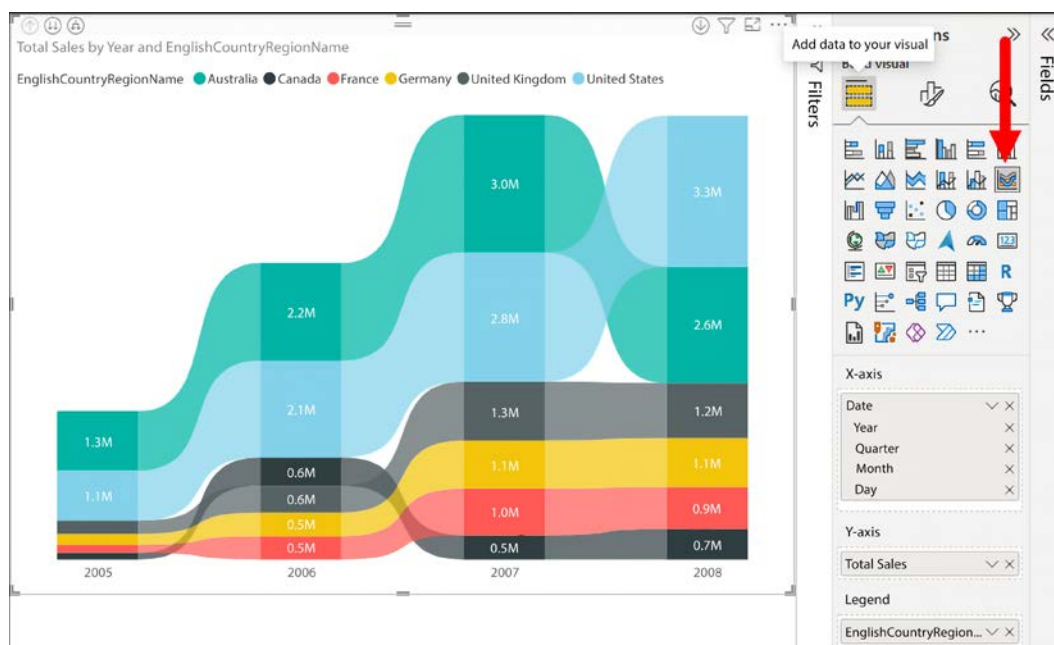 Total Sales by Year and EnglishCountryRegionName
EnglishCountryRegionName Australia Canada France Germany United Kingdom United States
3.0M
3.3M
2.2M
2.8M
2.6M
1.3M
2.1M
1.3M
1.2M
1.1M
0.6M
0.6M
1.1M
1.1M
0.5M
1.0M
0.9M
0.5M
0.5M
0.7M
2005 2006 2007 2008
Filters
Add data to your visual
ns
visual
Fields
R
Py
123
X-axis
Date
Year
Quarter
Month
Day
Y-axis
Total Sales
Legend
EnglishCountryRegion...